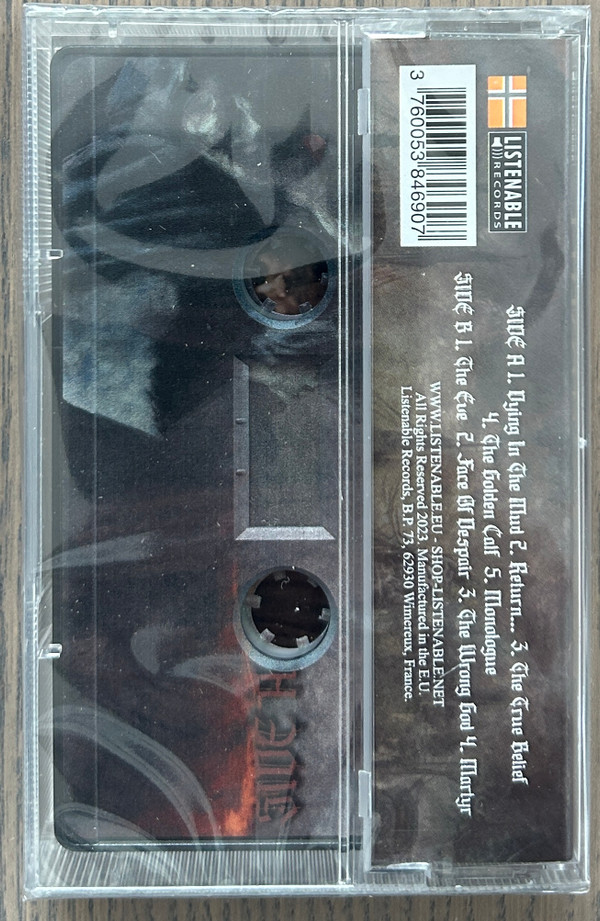 3 760053 846907
LISTENABLE
RECORDS
SIDE A 1. Dying In The Mud 2. Return... 3. The True Belief
4. The Golden Calf 5. Monologue
SIDE B 1. The Eve 2. Face Of Despair 3. The Wrong God 4. Martyr
WWW.LISTENABLE.EU - SHOP-LISTENABLE.NET
All Rights Reserved 2023. Manufactured in the E.U.
Listenable Records, B.P. 73, 62930 Wimereux, France.